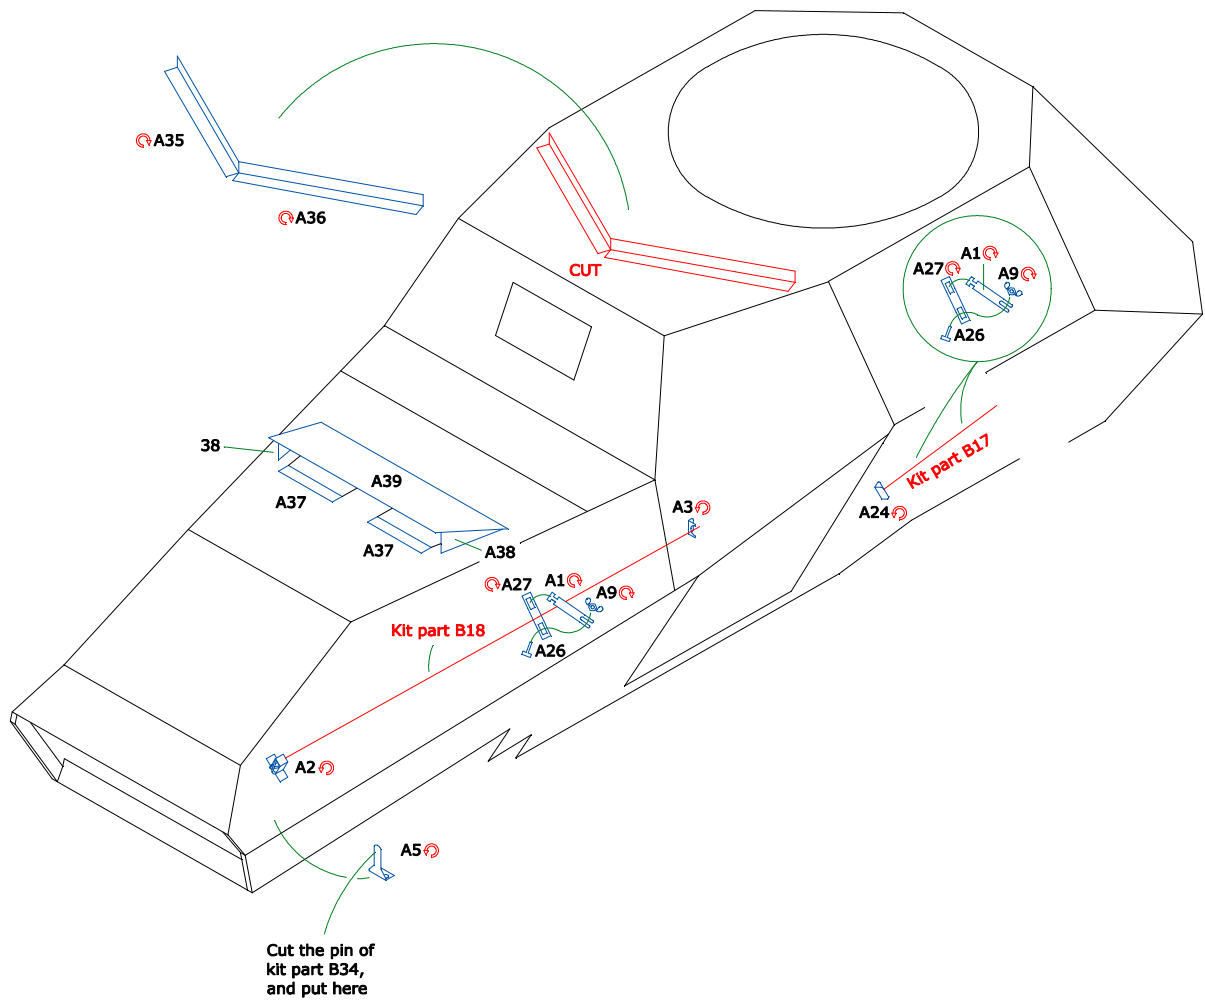 A35
A36
CUT
A1
A27
A9
A26
38
A39
A37
Kit part B17
A24
A3
A37
A38
A27
A1
A9
Kit part B18
A26
A2
A5
Cut the pin of
kit part B34,
and put here